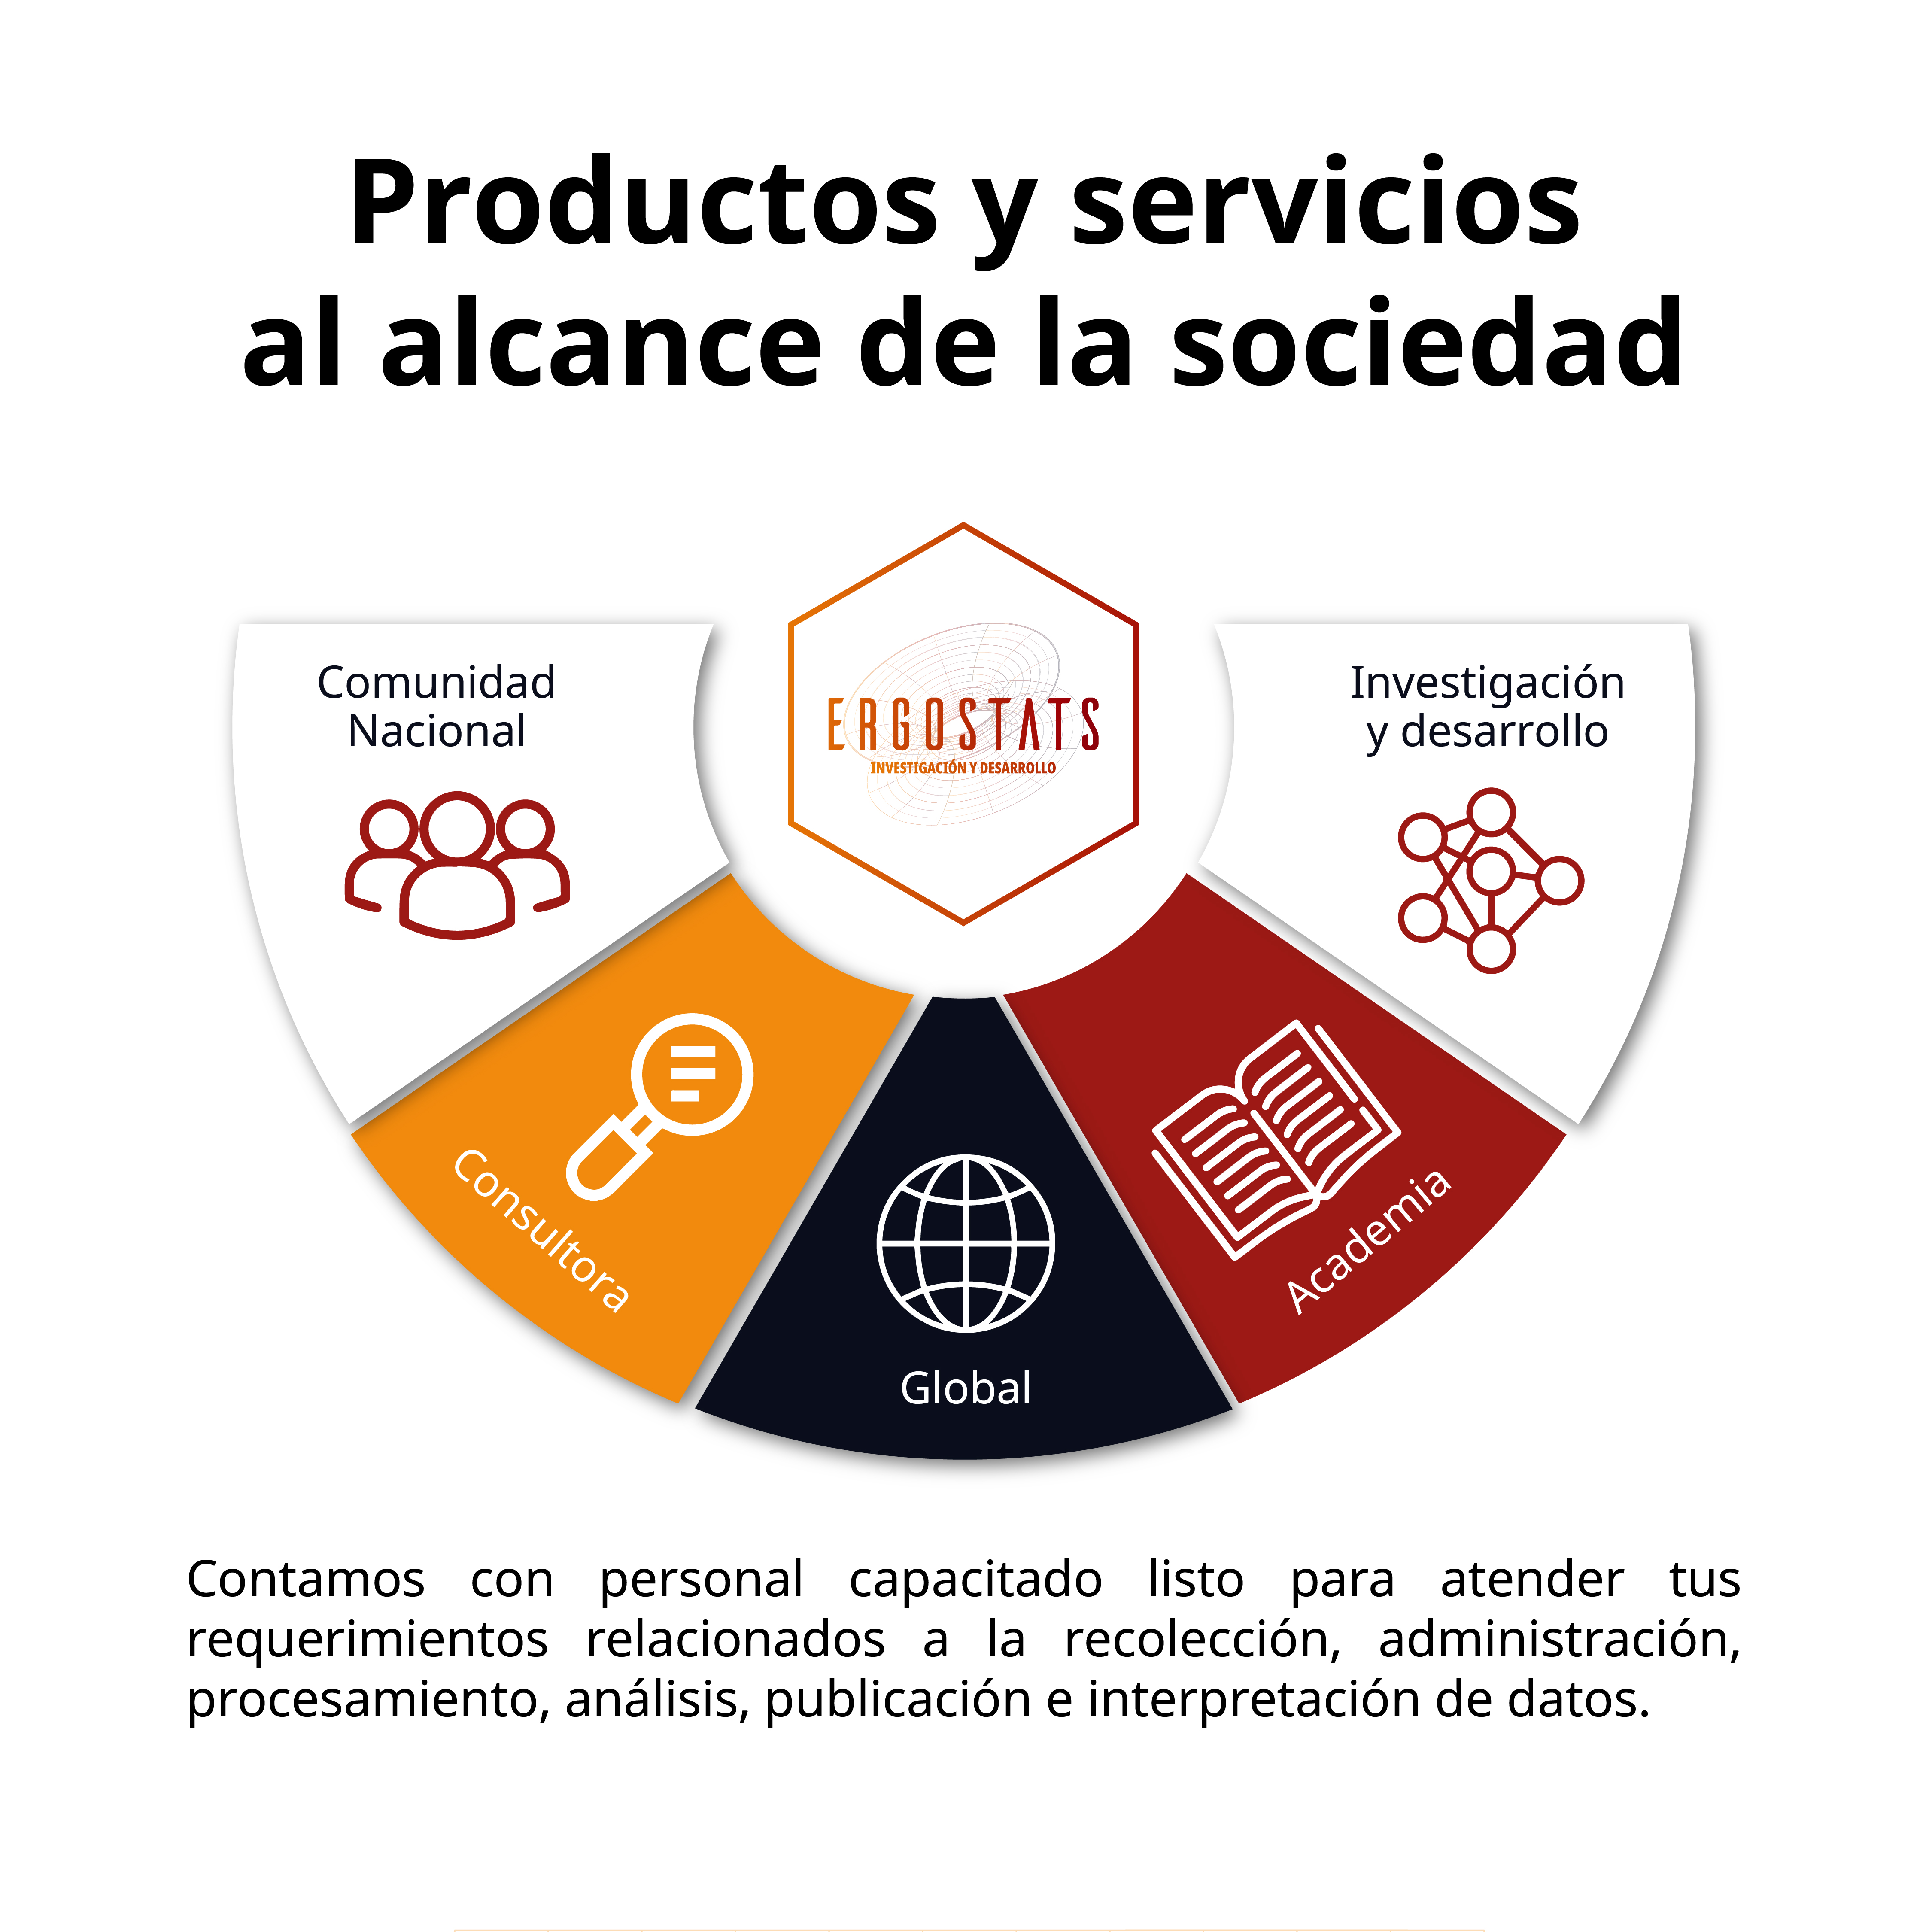 Productos y servicios
al alcance de la sociedad
Comunidad
Nacional
ERGOSTATS
INVESTIGACIÓN Y DESARROLLO
Investigación
y desarrollo
Consultora
Global
Academia
Contamos con personal capacitado listo para atender tus
requerimientos relacionados a la recolección, administración,
procesamiento, análisis, publicación e interpretación de datos.